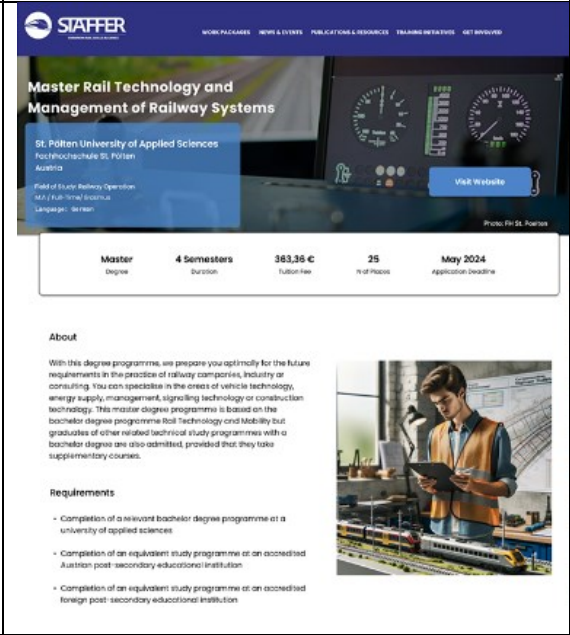 STAFFER
WORK PACKAGES NEWS & EVENTS PUBLICATIONS & RESOURCES TRAINING INITIATIVES GET INVOLVED
Master Rail Technology and
Management of Railway Systems
St. Pölten University of Applied Sciences
Fachhochschule St. Pölten
Austria
Field of Study: Railway Operation
M.A / Full-Time/ Erasmus
Language: German
Visit Website
Photo: FH St. Poelten
Master 4 Semesters 363,36 € 25 May 2024
Degree Duration Tuition Fee N of Places Application Deadline
About
With this degree programme, we prepare you optimally for the future
requirements in the practice of railway companies, industry or
consulting. You can specialise in the areas of vehicle technology,
energy supply, management, signalling technology or construction
technology. This master degree programme is based on the
bachelor degree programme Rail Technology and Mobility but
graduates of other related technical study programmes with a
bachelor degree are also admitted, provided that they take
supplementary courses.
Requirements
• Completion of a relevant bachelor degree programme at a
university of applied sciences
• Completion of an equivalent study programme at an accredited
Austrian post-secondary educational institution
• Completion of an equivalent study programme at an accredited
foreign post-secondary educational institution